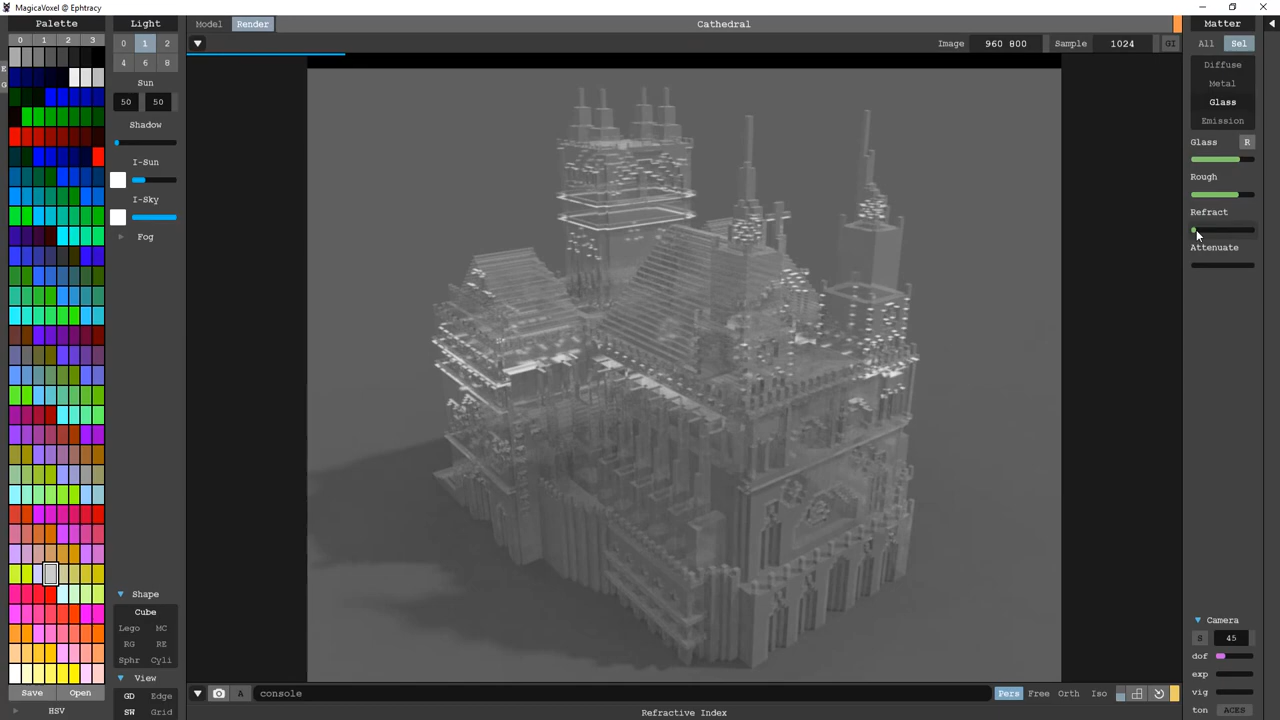 MagicaVoxel @ Ephtracy
Palette
0 1 2 3
Save Open
HSV
E
G
Light
0 1 2
4 6 8
Sun
50 50
Shadow
I-Sun
I-Sky
Fog
Shape
Cube
Lego MC
RG RE
Sphr Cyli
View
GD Edge
SW Grid
Model Render Cathedral
Image 960 800 Sample 1024 GI
A console Pers Free Orth Iso
Refractive Index
Matter
All Sel
Diffuse
Metal
Glass
Emission
Glass R
Rough
Refract
Attenuate
Camera
S 45
dof
exp
vig
ton ACES